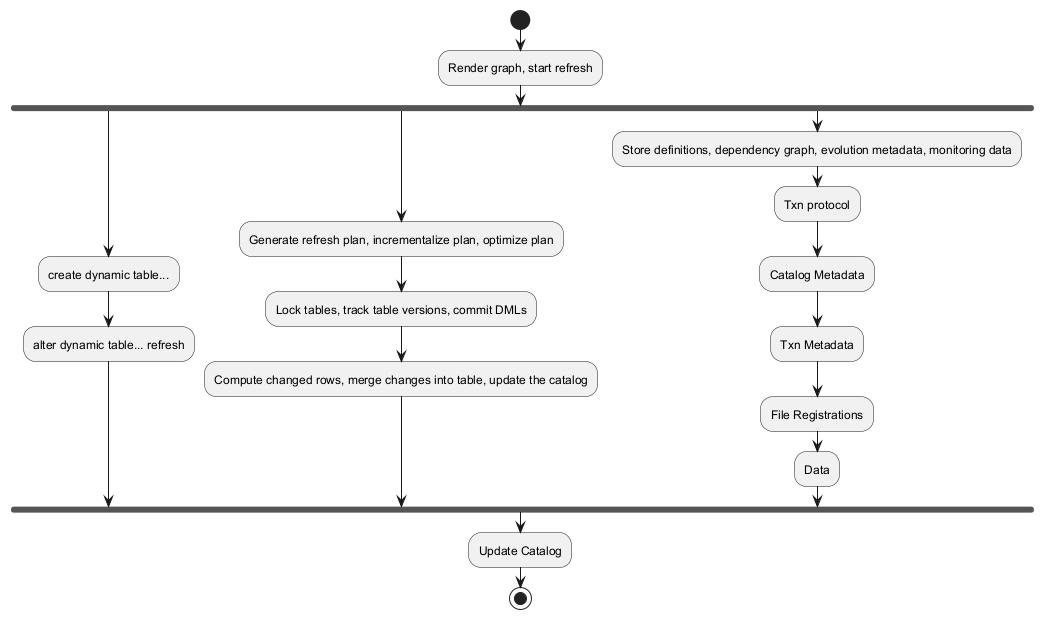 Render graph, start refresh
create dynamic table...
alter dynamic table... refresh
Generate refresh plan, incrementalize plan, optimize plan
Lock tables, track table versions, commit DMLs
Compute changed rows, merge changes into table, update the catalog
Store definitions, dependency graph, evolution metadata, monitoring data
Txn protocol
Catalog Metadata
Txn Metadata
File Registrations
Data
Update Catalog